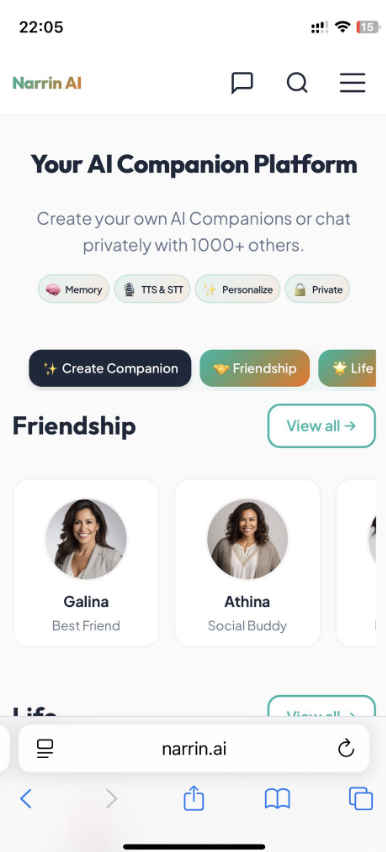 22:05
15
Narrin AI
Your AI Companion Platform
Create your own AI Companions or chat
privately with 1000+ others.
Memory TTS & STT Personalize Private
Create Companion Friendship Life
Friendship View all →
Galina Athina
Best Friend Social Buddy
Life View all →
narrin.ai